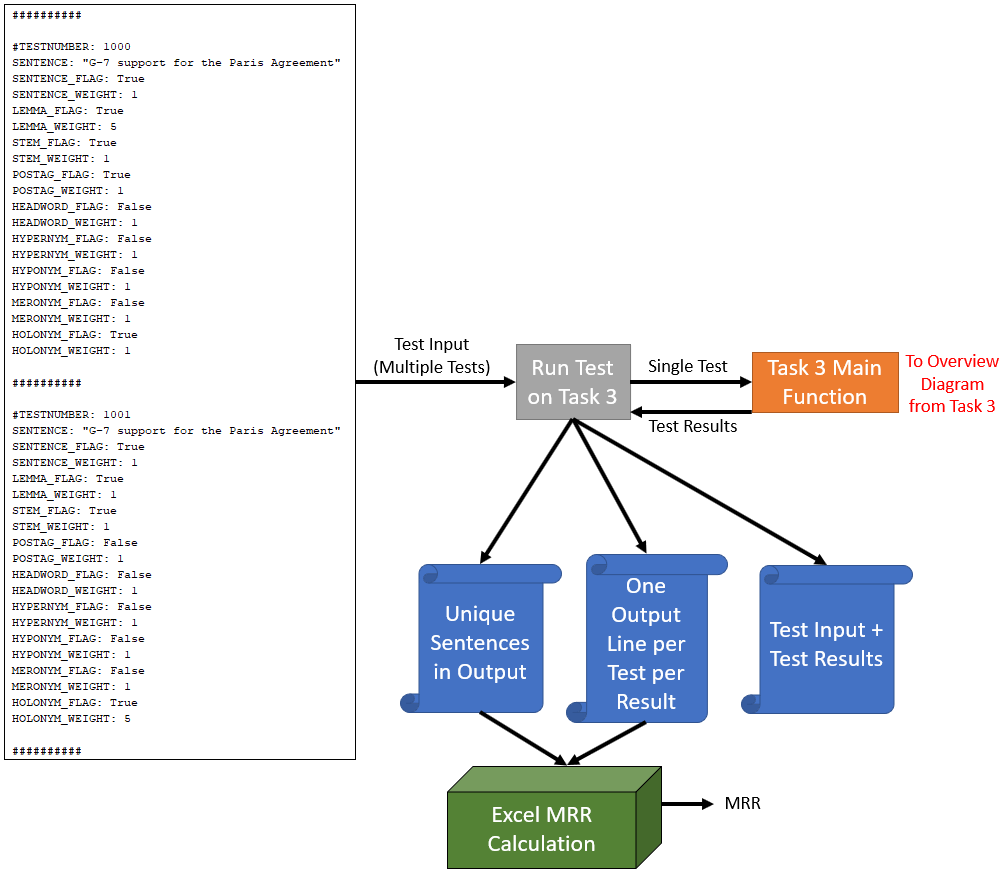 ##########
#TESTNUMBER: 1000
SENTENCE: "G-7 support for the Paris Agreement"
SENTENCE_FLAG: True
SENTENCE_WEIGHT: 1
LEMMA_FLAG: True
LEMMA_WEIGHT: 5
STEM_FLAG: True
STEM_WEIGHT: 1
POSTAG_FLAG: True
POSTAG_WEIGHT: 1
HEADWORD_FLAG: False
HEADWORD_WEIGHT: 1
HYPERNYM_FLAG: False
HYPERNYM_WEIGHT: 1
HYPONYM_FLAG: False
HYPONYM_WEIGHT: 1
MERONYM_FLAG: False
MERONYM_WEIGHT: 1
HOLONYM_FLAG: True
HOLONYM_WEIGHT: 1
##########
#TESTNUMBER: 1001
SENTENCE: "G-7 support for the Paris Agreement"
SENTENCE_FLAG: True
SENTENCE_WEIGHT: 1
LEMMA_FLAG: True
LEMMA_WEIGHT: 1
STEM_FLAG: True
STEM_WEIGHT: 1
POSTAG_FLAG: False
POSTAG_WEIGHT: 1
HEADWORD_FLAG: False
HEADWORD_WEIGHT: 1
HYPERNYM_FLAG: False
HYPERNYM_WEIGHT: 1
HYPONYM_FLAG: False
HYPONYM_WEIGHT: 1
MERONYM_FLAG: False
MERONYM_WEIGHT: 1
HOLONYM_FLAG: True
HOLONYM_WEIGHT: 5
##########
Test Input
(Multiple Tests)
Run Test
on Task 3
Single Test
Test Results
Task 3 Main
Function
To Overview
Diagram
from Task 3
Unique
Sentences
in Output
One
Output
Line per
Test per
Result
Test Input +
Test Results
Excel MRR
Calculation
MRR